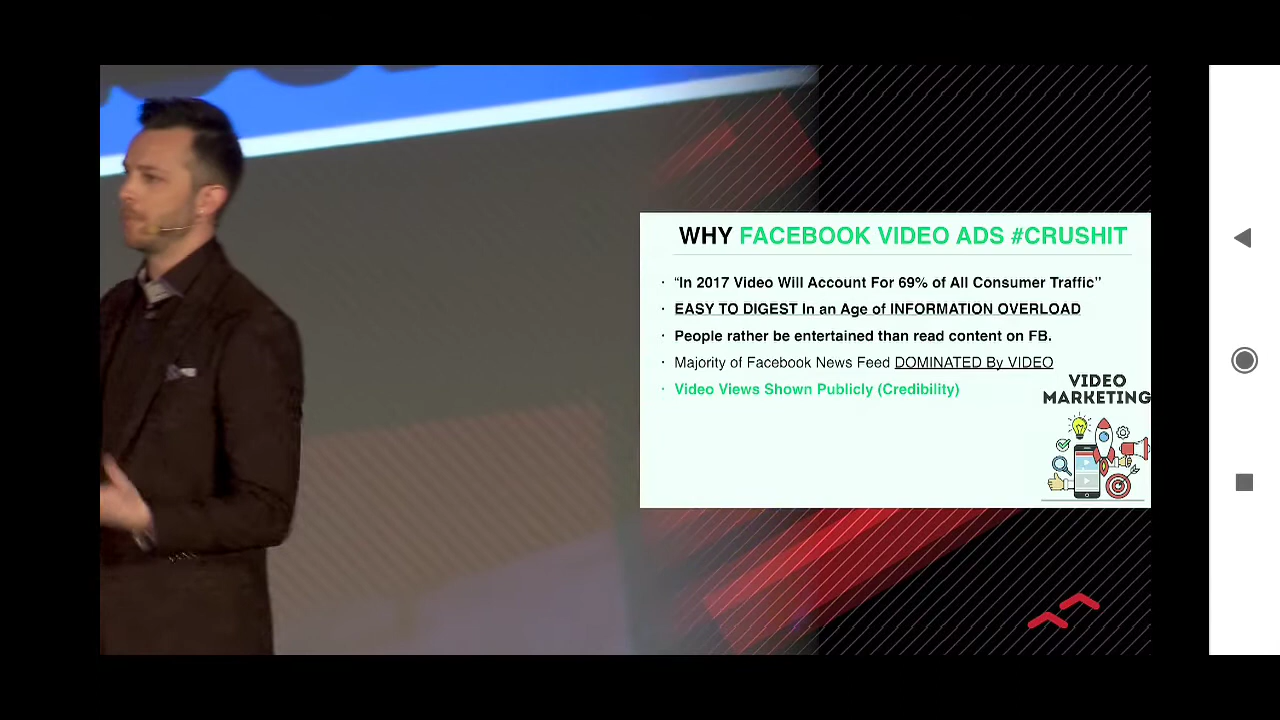 WHY FACEBOOK VIDEO ADS #CRUSHIT
· “In 2017 Video Will Account For 69% of All Consumer Traffic”
· EASY TO DIGEST In an Age of INFORMATION OVERLOAD
· People rather be entertained than read content on FB.
· Majority of Facebook News Feed DOMINATED By VIDEO
· Video Views Shown Publicly (Credibility)
VIDEO
MARKETING